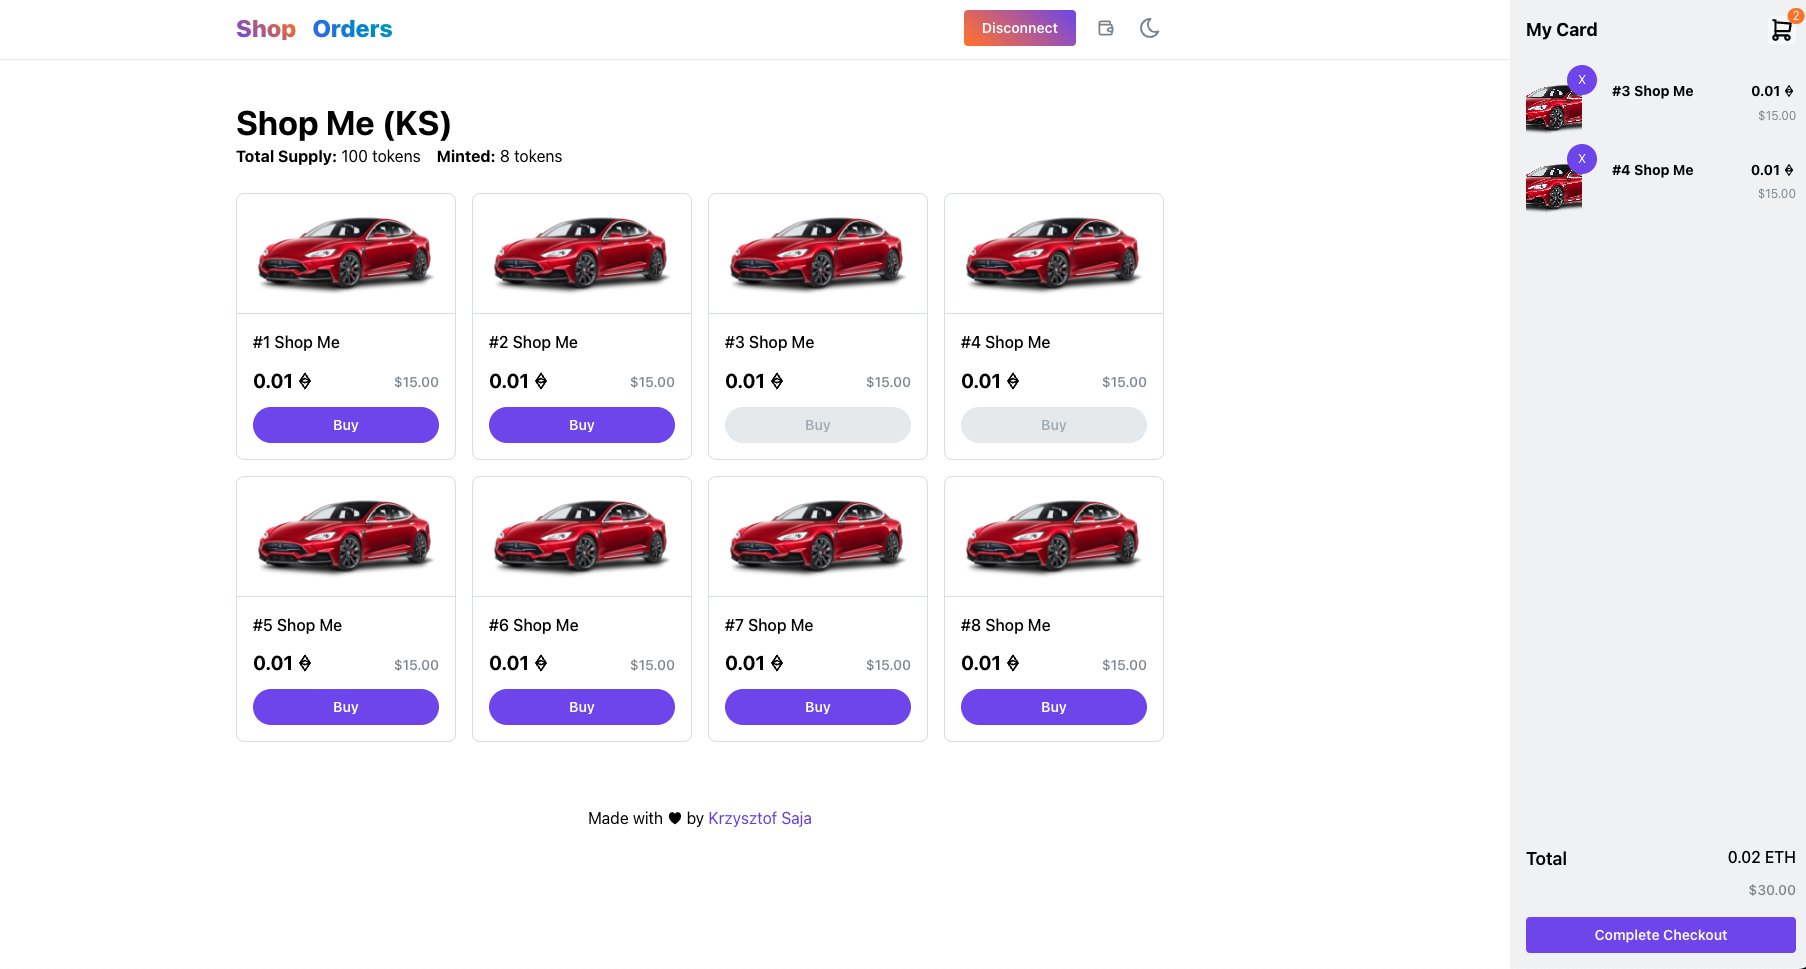 Shop Orders
Disconnect
Shop Me (KS)
Total Supply: 100 tokens Minted: 8 tokens
#1 Shop Me
0.01 $15.00
Buy
#2 Shop Me
0.01 $15.00
Buy
#3 Shop Me
0.01 $15.00
Buy
#4 Shop Me
0.01 $15.00
Buy
#5 Shop Me
0.01 $15.00
Buy
#6 Shop Me
0.01 $15.00
Buy
#7 Shop Me
0.01 $15.00
Buy
#8 Shop Me
0.01 $15.00
Buy
Made with ♥ by Krzysztof Saja
My Card
2
X
#3 Shop Me 0.01
$15.00
X
#4 Shop Me 0.01
$15.00
Total 0.02 ETH
$30.00
Complete Checkout